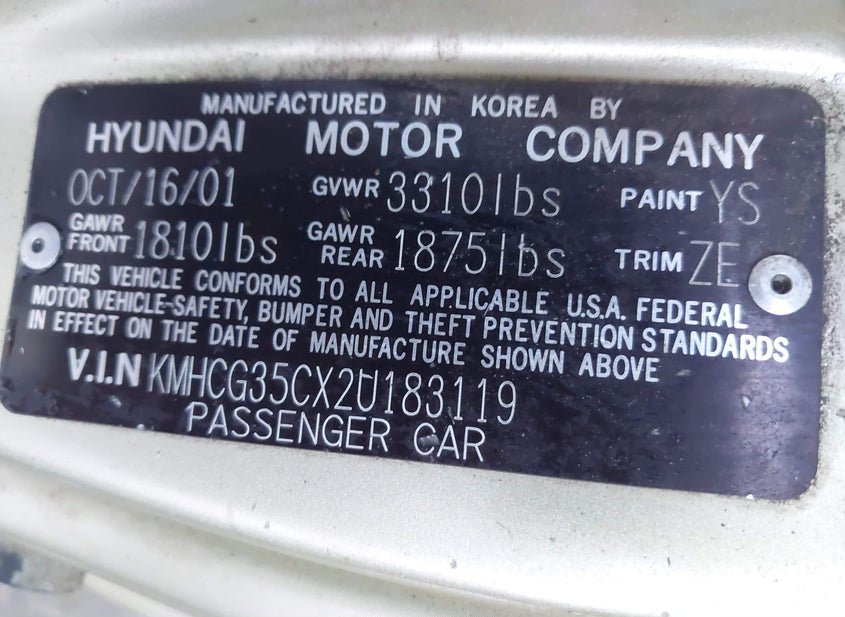 MANUFACTURED IN KOREA BY
HYUNDAI MOTOR COMPANY
OCT/16/01 GVWR 3310lbs PAINT YS
GAWR FRONT 1810lbs GAWR REAR 1875lbs TRIM ZE
THIS VEHICLE CONFORMS TO ALL APPLICABLE U.S.A. FEDERAL
MOTOR VEHICLE-SAFETY, BUMPER AND THEFT PREVENTION STANDARDS
IN EFFECT ON THE DATE OF MANUFACTURE SHOWN ABOVE
V.I.N KMHCG35CX2U183119
PASSENGER CAR